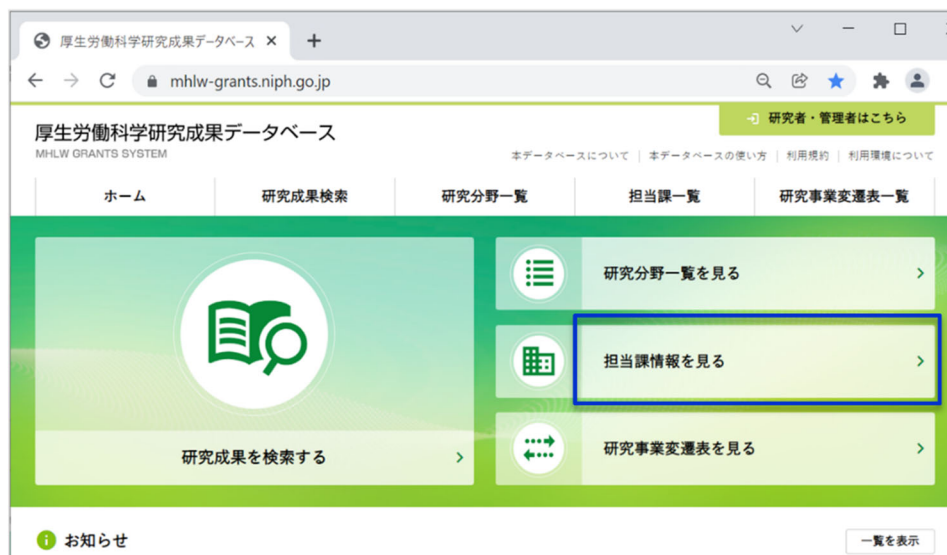 厚生労働科学研究成果データベース
mhlw-grants.niph.go.jp
研究者・管理者はこちら
厚生労働科学研究成果データベース
MHLW GRANTS SYSTEM
本データベースについて | 本データベースの使い方 | 利用規約 | 利用環境について
ホーム 研究成果検索 研究分野一覧 担当課一覧 研究事業変遷表一覧
研究分野一覧を見る
担当課情報を見る
研究事業変遷表を見る
研究成果を検索する
お知らせ
一覧を表示